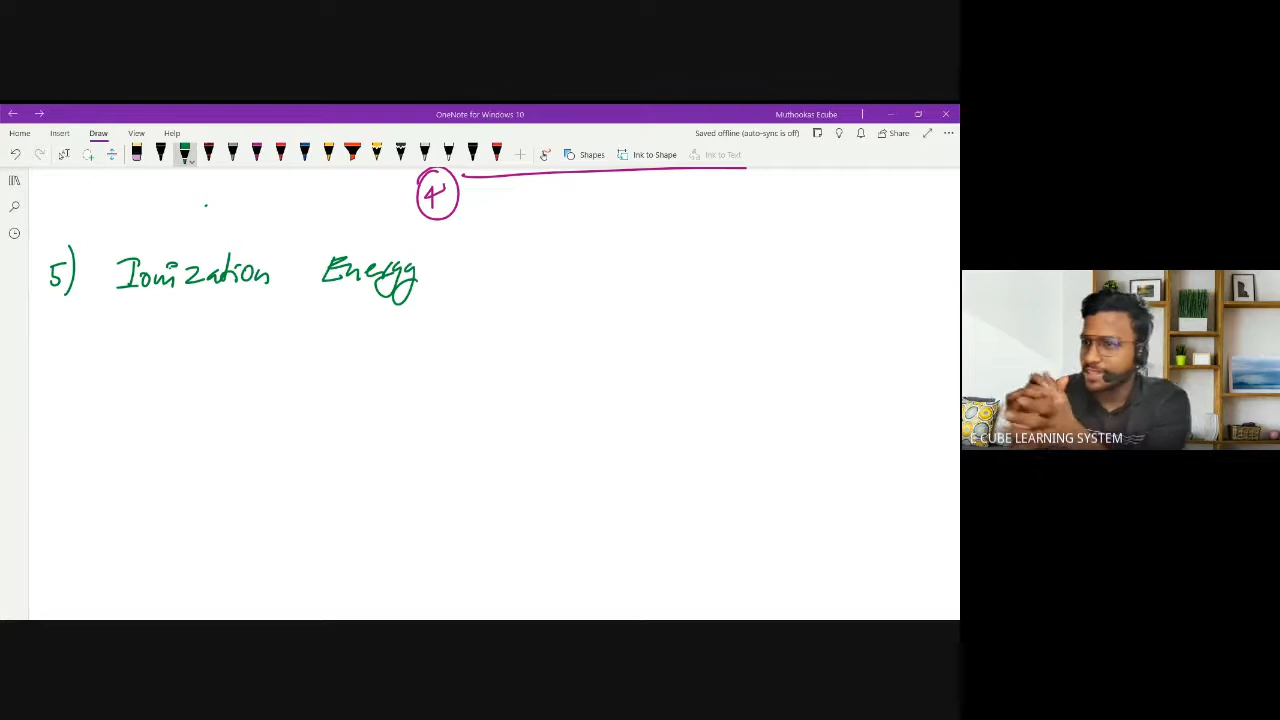 OneNote for Windows 10
Muthookas Ecube
Home Insert Draw View Help
Saved offline (auto-sync is off)
Share
Shapes
Ink to Shape
Ink to Text
4
5) Ionization Energy
E CUBE LEARNING SYSTEM